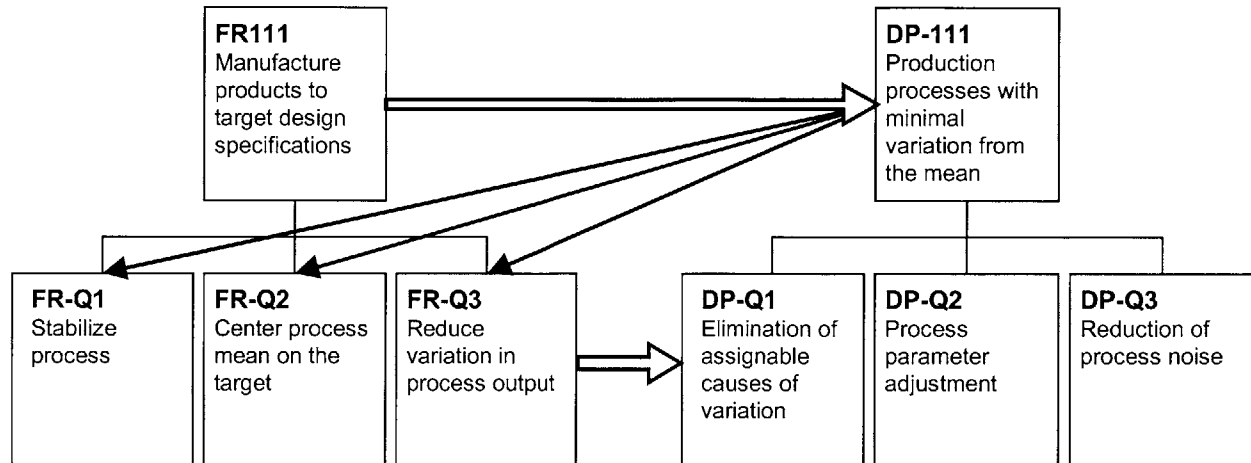 FR111
Manufacture
products to
target design
specifications
DP-111
Production
processes with
minimal
variation from
the mean
FR-Q1
Stabilize
process
FR-Q2
Center process
mean on the
target
FR-Q3
Reduce
variation in
process output
DP-Q1
Elimination of
assignable
causes of
variation
DP-Q2
Process
parameter
adjustment
DP-Q3
Reduction of
process noise